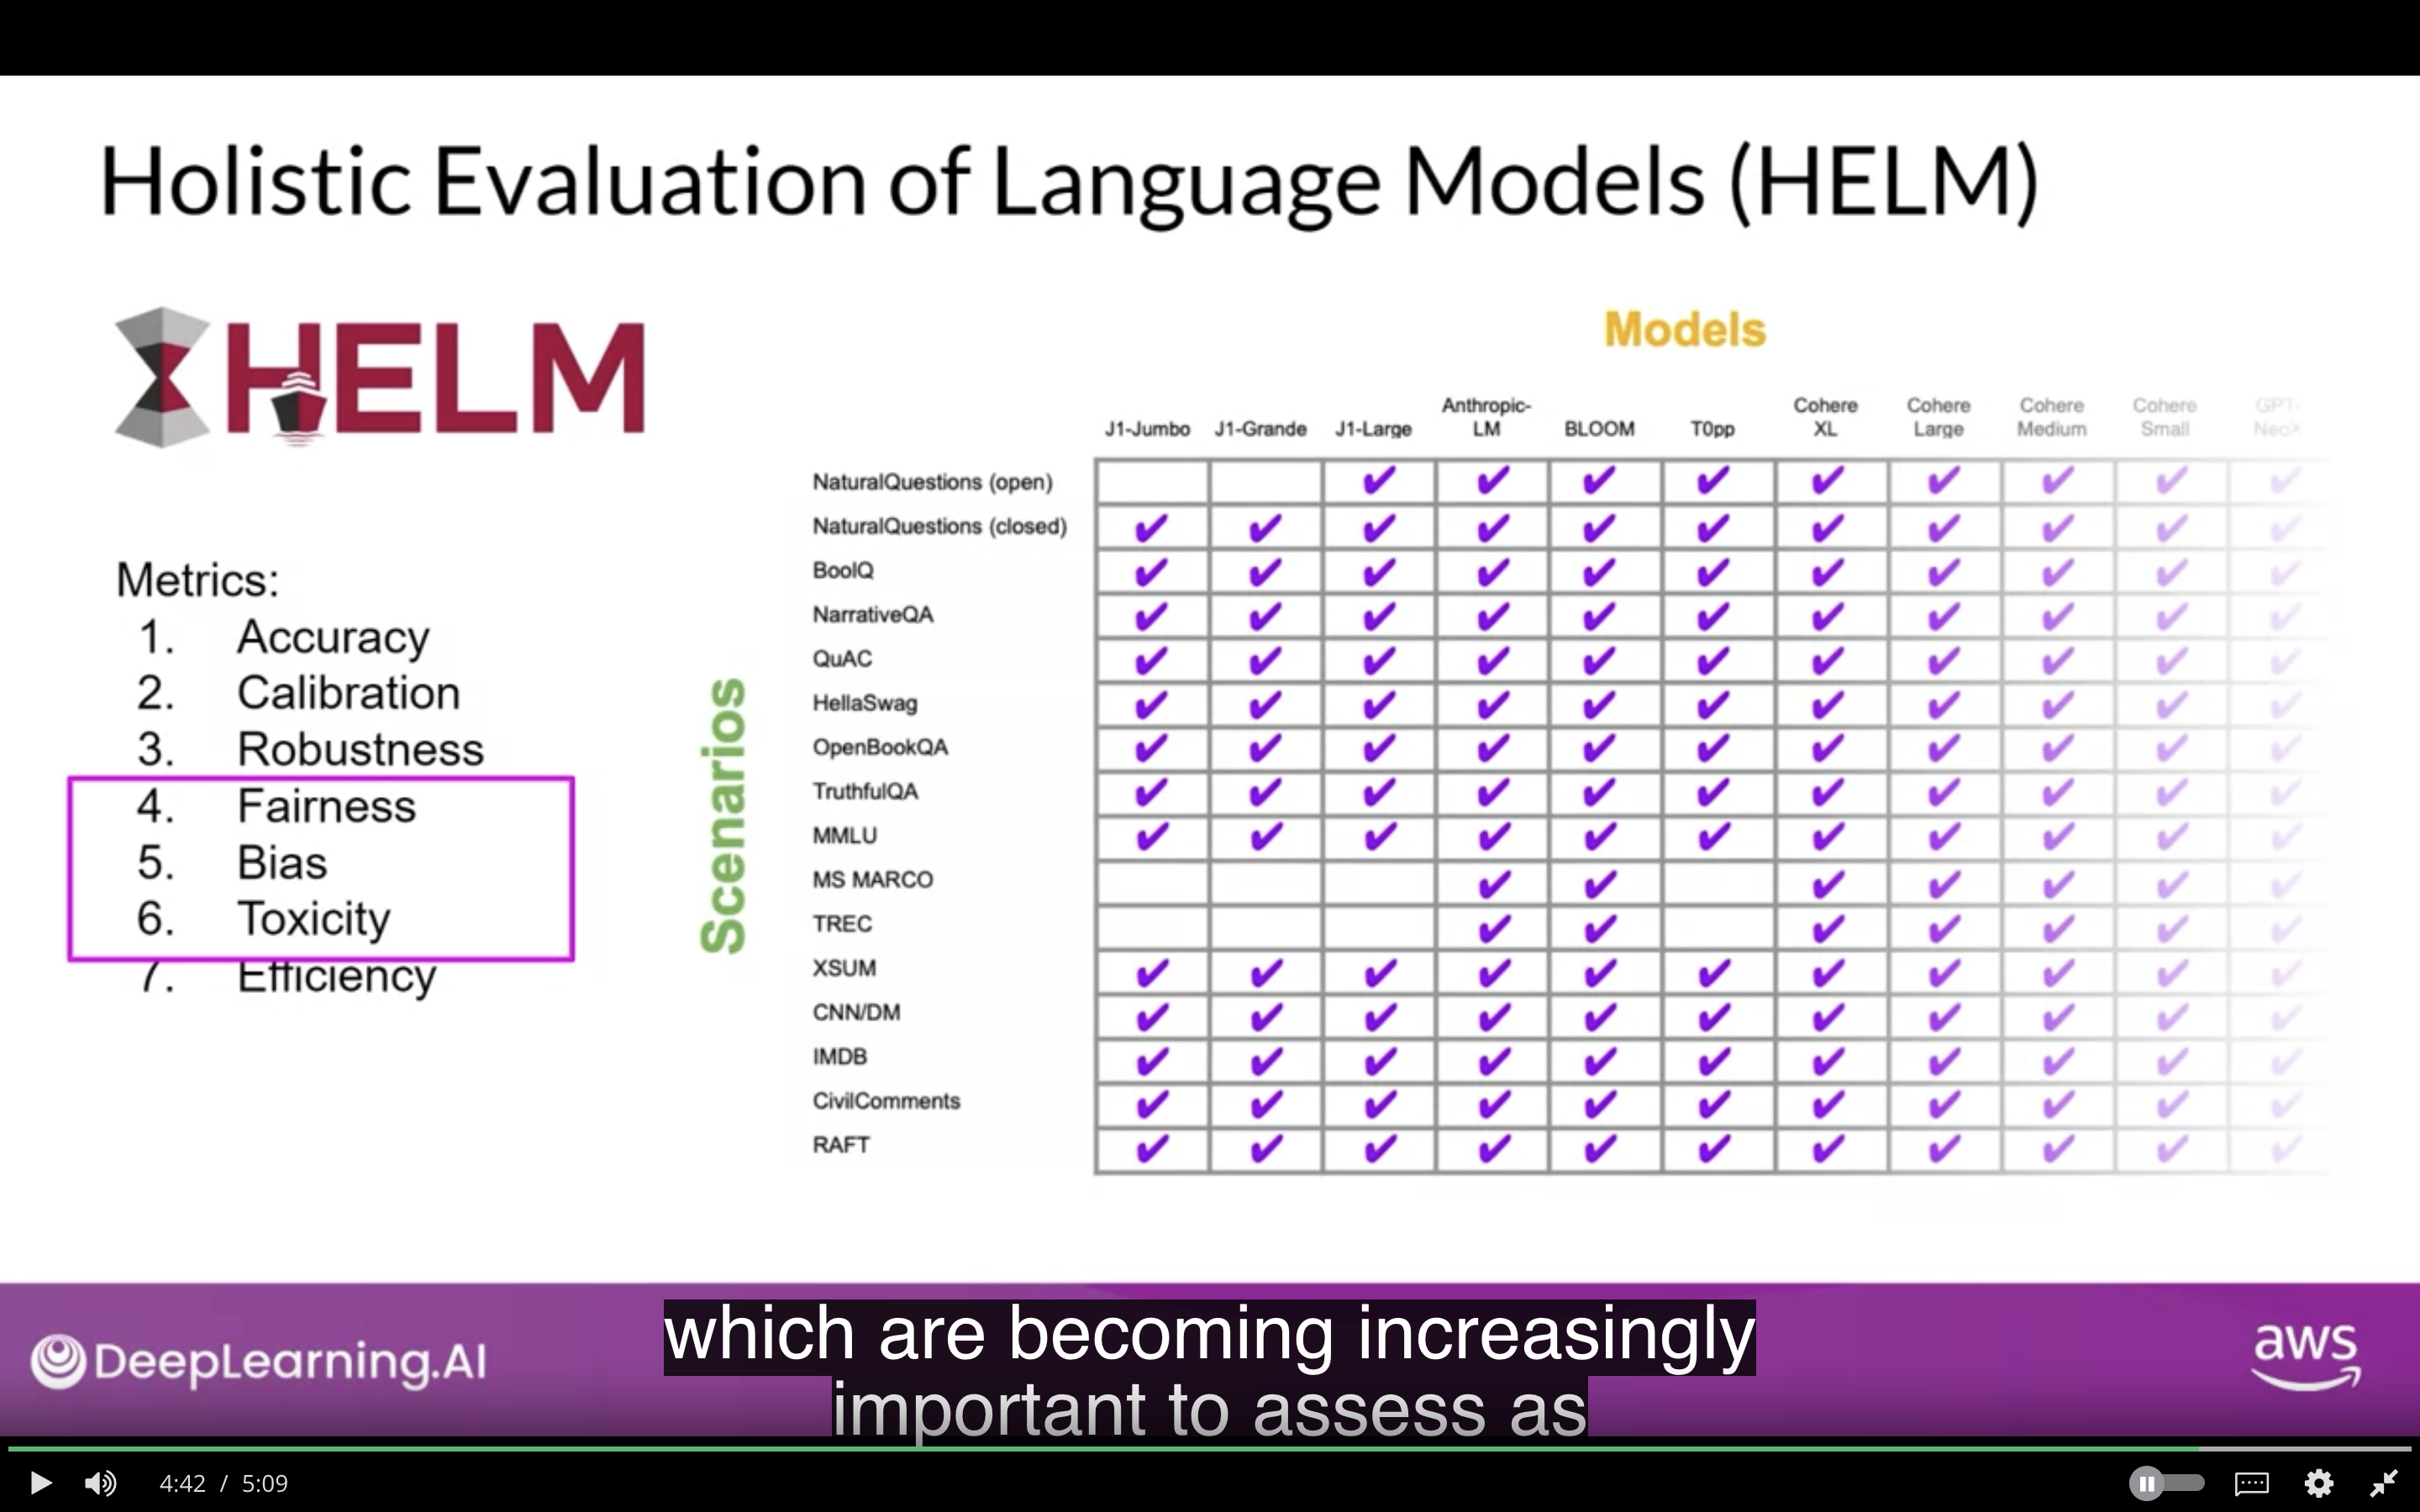 Holistic Evaluation of Language Models (HELM)
HELM
Metrics:
1. Accuracy
2. Calibration
3. Robustness
4. Fairness
5. Bias
6. Toxicity
7. Efficiency
Models
Scenarios
J1-Jumbo J1-Grande J1-Large Anthropic-LM BLOOM T0pp Cohere XL Cohere Large Cohere Medium Cohere Small GPT-NeoX
NaturalQuestions (open) ✔ ✔ ✔ ✔ ✔ ✔ ✔ ✔ ✔
NaturalQuestions (closed) ✔ ✔ ✔ ✔ ✔ ✔ ✔ ✔ ✔ ✔ ✔
BoolQ ✔ ✔ ✔ ✔ ✔ ✔ ✔ ✔ ✔ ✔ ✔
NarrativeQA ✔ ✔ ✔ ✔ ✔ ✔ ✔ ✔ ✔ ✔ ✔
QuAC ✔ ✔ ✔ ✔ ✔ ✔ ✔ ✔ ✔ ✔ ✔
HellaSwag ✔ ✔ ✔ ✔ ✔ ✔ ✔ ✔ ✔ ✔ ✔
OpenBookQA ✔ ✔ ✔ ✔ ✔ ✔ ✔ ✔ ✔ ✔ ✔
TruthfulQA ✔ ✔ ✔ ✔ ✔ ✔ ✔ ✔ ✔ ✔ ✔
MMLU ✔ ✔ ✔ ✔ ✔ ✔ ✔ ✔ ✔ ✔ ✔
MS MARCO ✔ ✔ ✔ ✔ ✔ ✔ ✔
TREC ✔ ✔ ✔ ✔ ✔ ✔ ✔
XSUM ✔ ✔ ✔ ✔ ✔ ✔ ✔ ✔ ✔ ✔ ✔
CNN/DM ✔ ✔ ✔ ✔ ✔ ✔ ✔ ✔ ✔ ✔ ✔
IMDB ✔ ✔ ✔ ✔ ✔ ✔ ✔ ✔ ✔ ✔ ✔
CivilComments ✔ ✔ ✔ ✔ ✔ ✔ ✔ ✔ ✔ ✔ ✔
RAFT ✔ ✔ ✔ ✔ ✔ ✔ ✔ ✔ ✔ ✔ ✔
DeepLearning.AI
which are becoming increasingly
important to assess as
aws
4:42 / 5:09